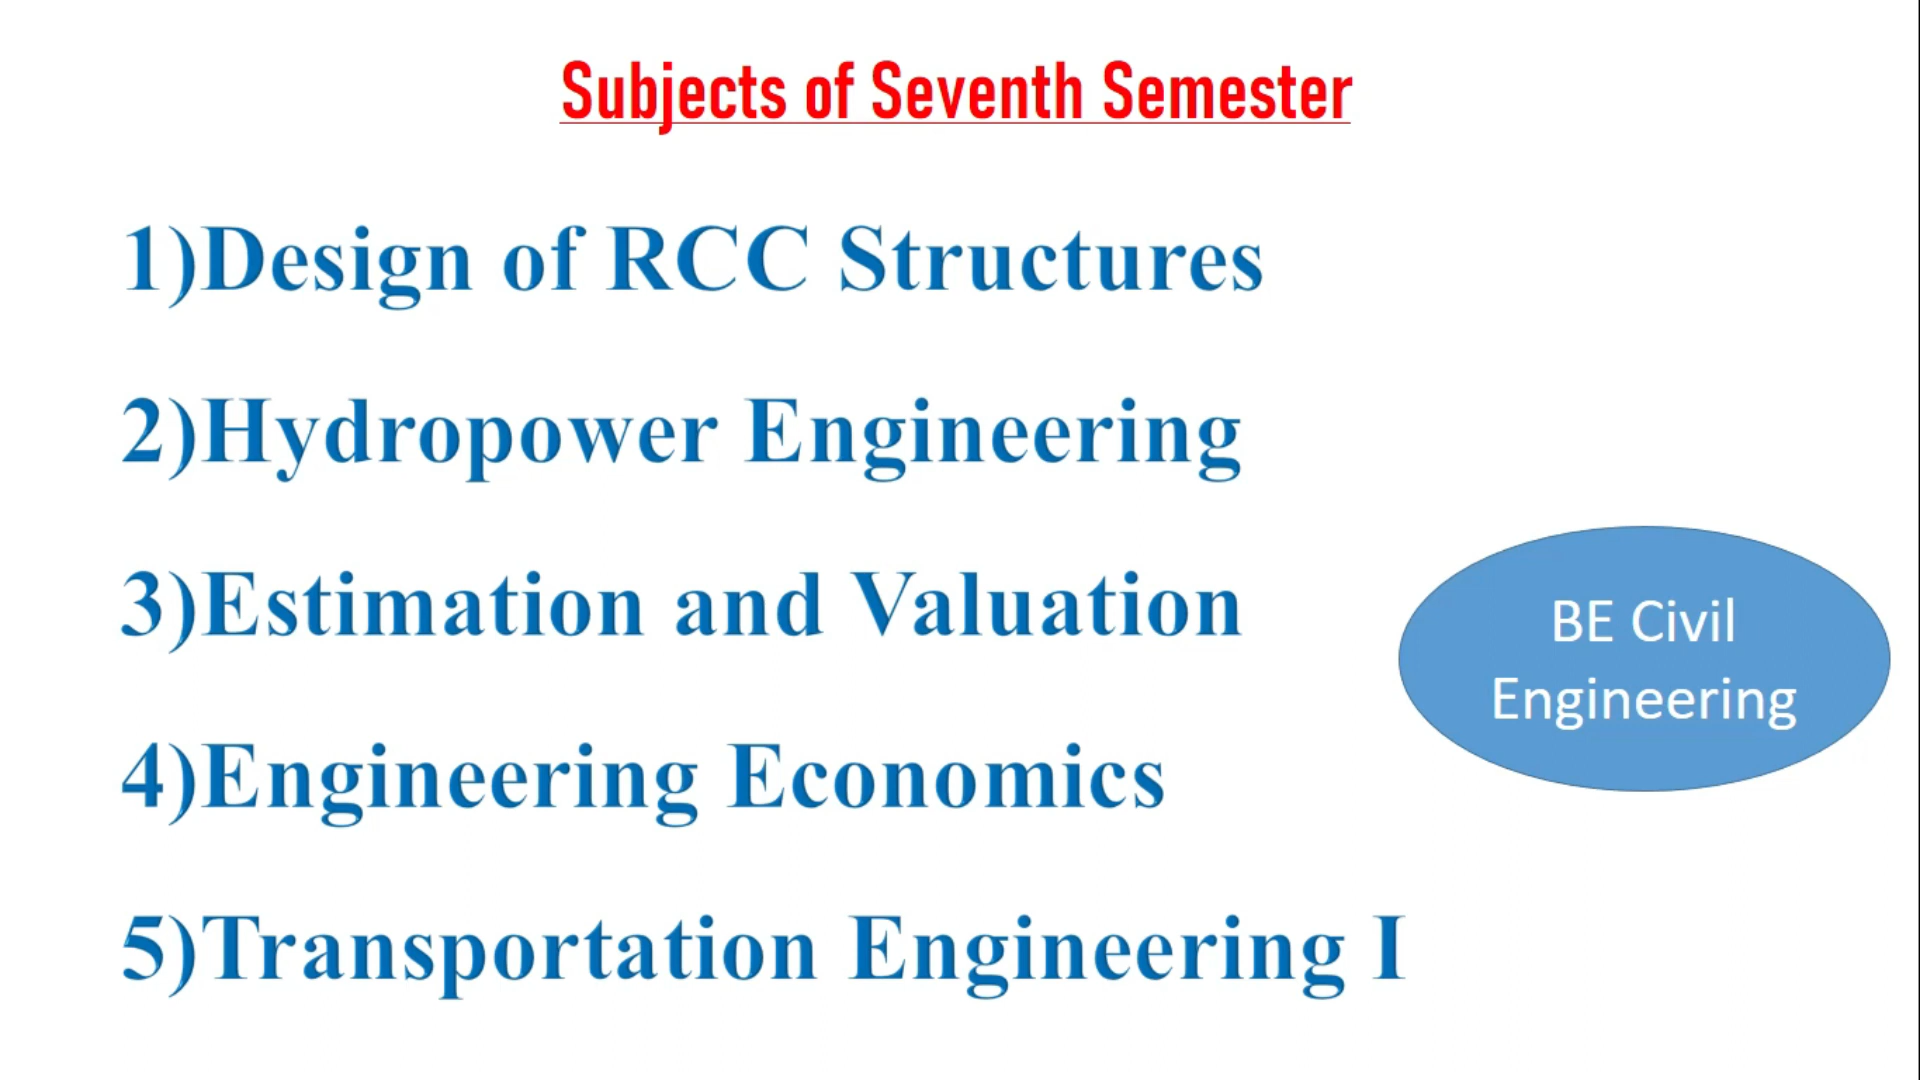 Subjects of Seventh Semester
1)Design of RCC Structures
2)Hydropower Engineering
3)Estimation and Valuation
4)Engineering Economics
5)Transportation Engineering I
BE Civil
Engineering